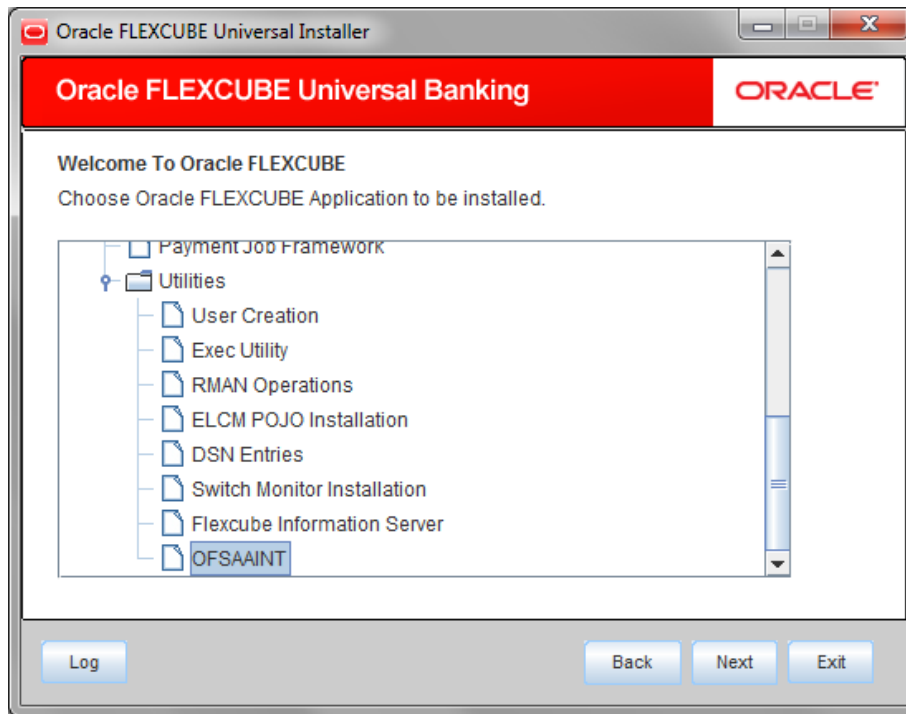 Oracle FLEXCUBE Universal Installer
Oracle FLEXCUBE Universal Banking
ORACLE
Welcome To Oracle FLEXCUBE
Choose Oracle FLEXCUBE Application to be installed.
Payment Job Framework
Utilities
User Creation
Exec Utility
RMAN Operations
ELCM POJO Installation
DSN Entries
Switch Monitor Installation
Flexcube Information Server
OFSAAINT
Log Back Next Exit